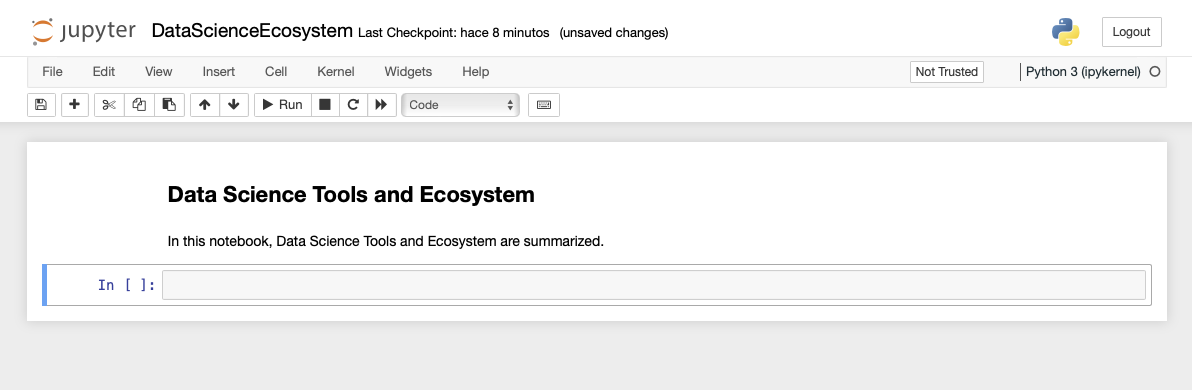 jupyter DataScienceEcosystem Last Checkpoint: hace 8 minutos (unsaved changes) Logout
File Edit View Insert Cell Kernel Widgets Help Not Trusted Python 3 (ipykernel)
Run Code
Data Science Tools and Ecosystem
In this notebook, Data Science Tools and Ecosystem are summarized.
In [ ]: